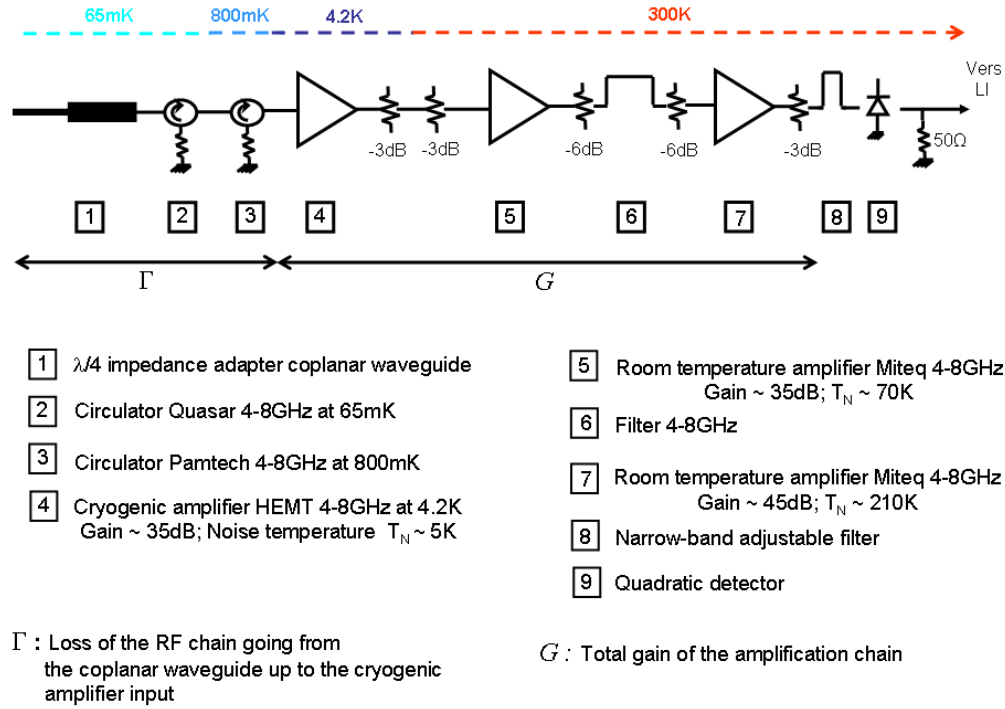 65mK 800mK 4.2K 300K
Vers
LI
-3dB -3dB -6dB -6dB -3dB 50Ω
1 2 3 4 5 6 7 8 9
Γ G
1 λ/4 impedance adapter coplanar waveguide
2 Circulator Quasar 4-8GHz at 65mK
3 Circulator Pamtech 4-8GHz at 800mK
4 Cryogenic amplifier HEMT 4-8GHz at 4.2K
Gain ~ 35dB; Noise temperature T_N ~ 5K
5 Room temperature amplifier Miteq 4-8GHz
Gain ~ 35dB; T_N ~ 70K
6 Filter 4-8GHz
7 Room temperature amplifier Miteq 4-8GHz
Gain ~ 45dB; T_N ~ 210K
8 Narrow-band adjustable filter
9 Quadratic detector
Γ : Loss of the RF chain going from
the coplanar waveguide up to the cryogenic
amplifier input
G : Total gain of the amplification chain